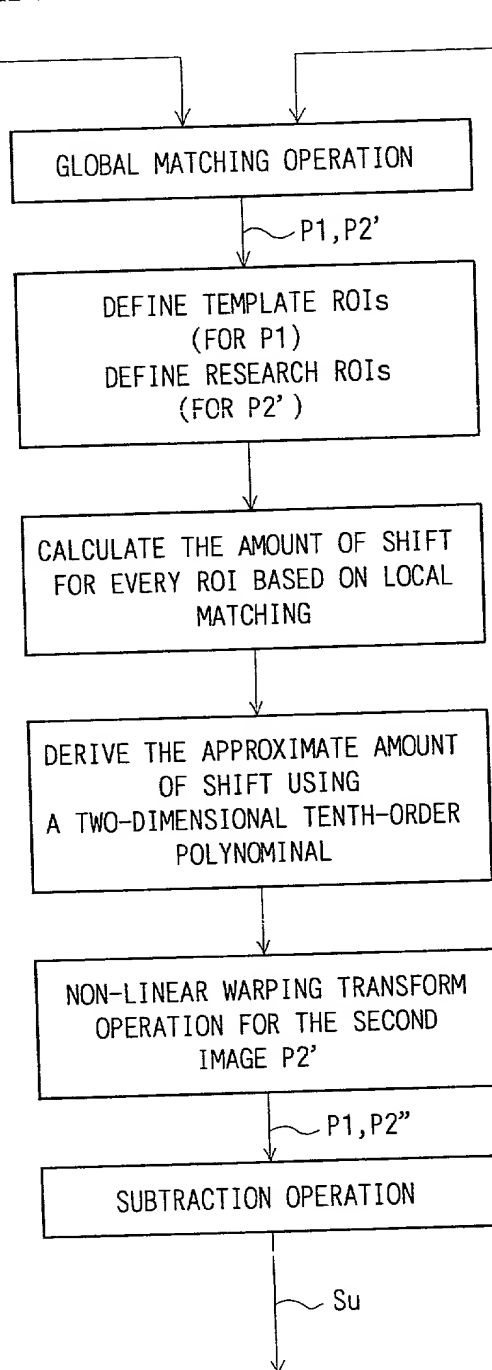 GLOBAL MATCHING OPERATION
P1,P2'
DEFINE TEMPLATE ROIs
(FOR P1)
DEFINE RESEARCH ROIs
(FOR P2')
CALCULATE THE AMOUNT OF SHIFT
FOR EVERY ROI BASED ON LOCAL
MATCHING
DERIVE THE APPROXIMATE AMOUNT
OF SHIFT USING
A TWO-DIMENSIONAL TENTH-ORDER
POLYNOMINAL
NON-LINEAR WARPING TRANSFORM
OPERATION FOR THE SECOND
IMAGE P2'
P1,P2"
SUBTRACTION OPERATION
Su